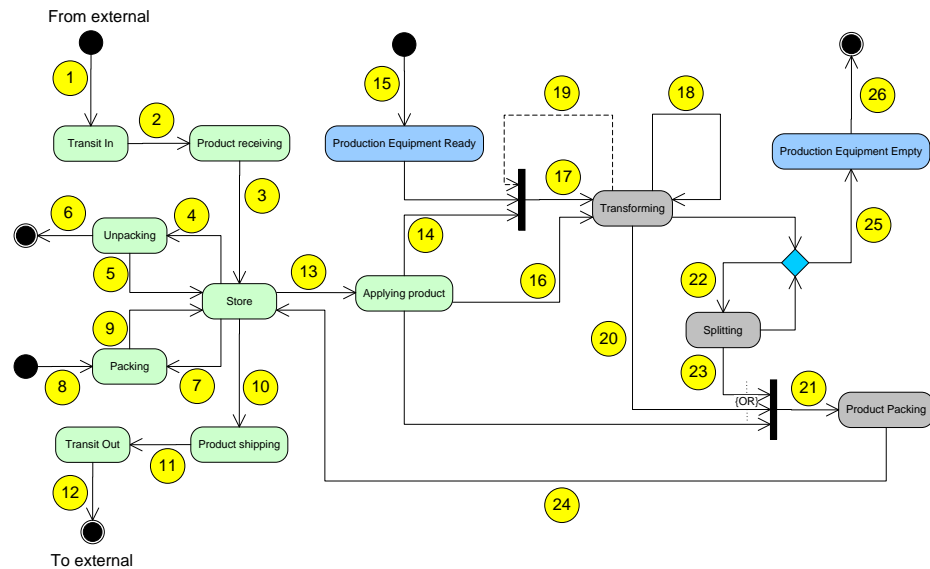 From external
1
15
19
18
26
2
Transit In
Product receiving
Production Equipment Ready
Production Equipment Empty
3
17
6
4
Unpacking
Transforming
14
25
5
13
16
22
Store
Applying product
9
Splitting
20
Packing
8
7
10
23
21
{OR}
Product Packing
Transit Out
Product shipping
11
12
24
To external